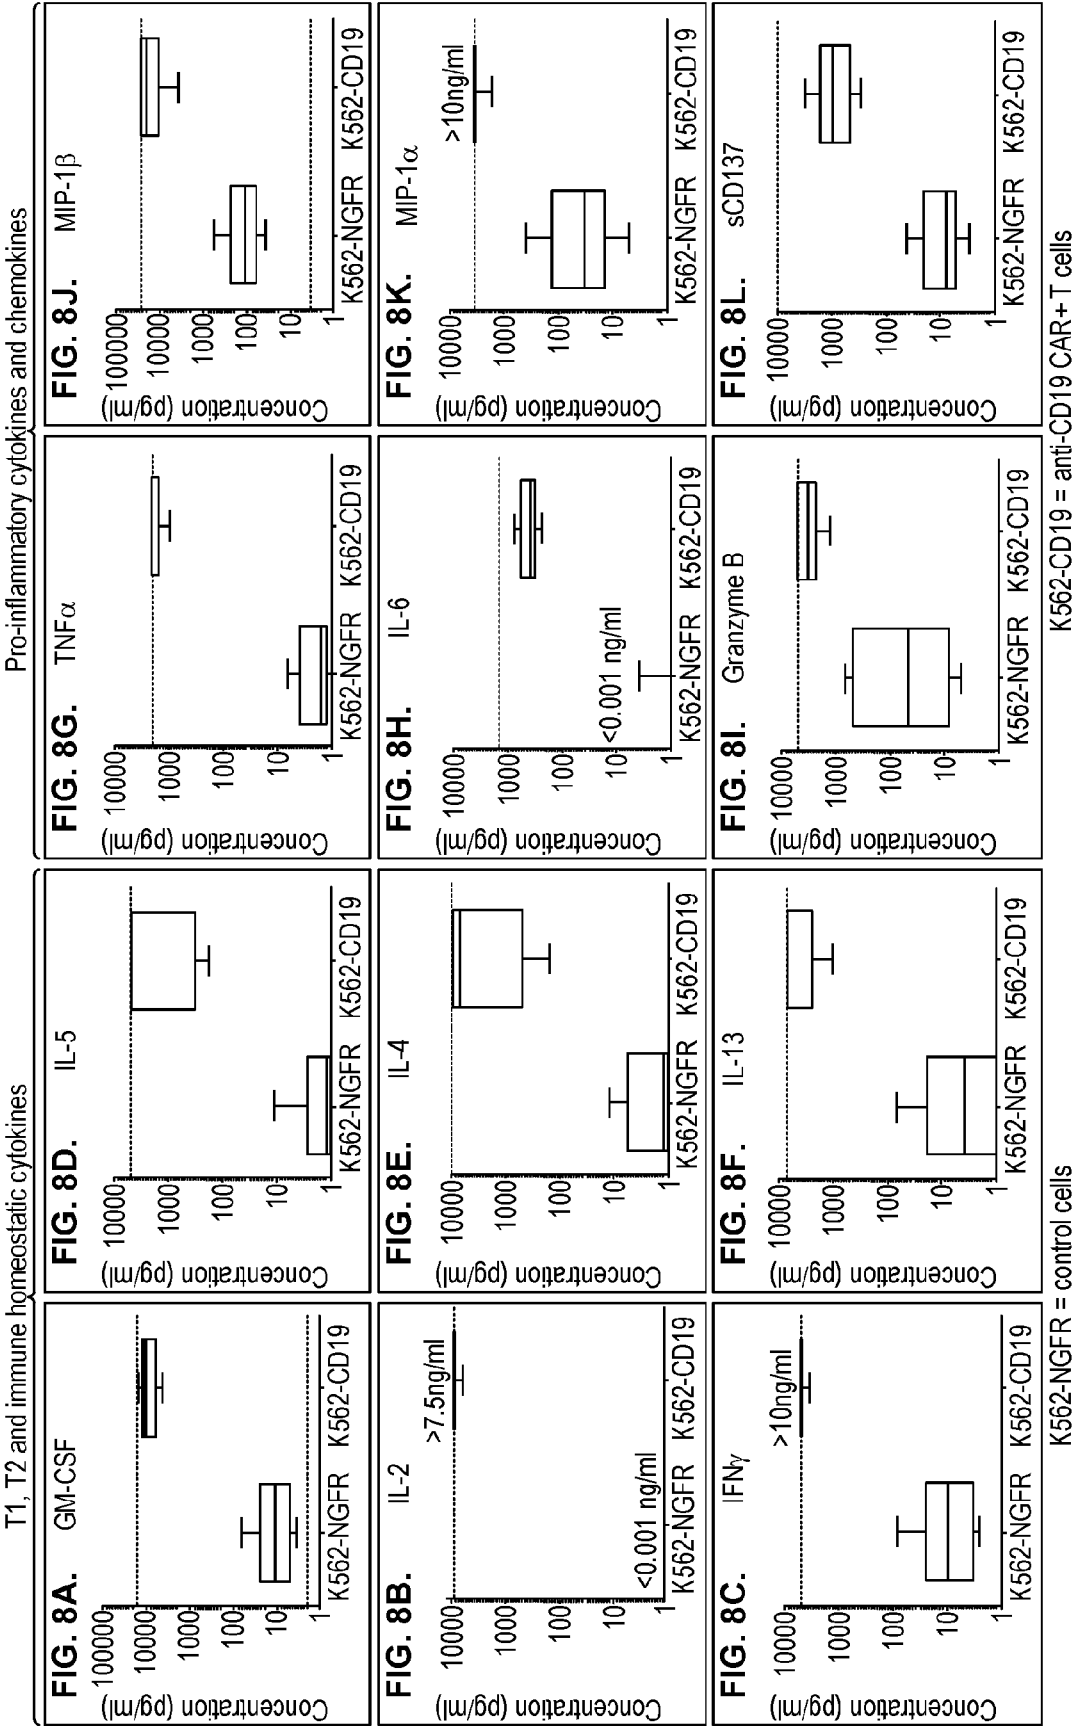 T1, T2 and immune homeostatic cytokines
Pro-inflammatory cytokines and chemokines
FIG. 8A.
GM-CSF
Concentration (pg/ml)
100000
10000
1000
100
10
1
K562-NGFR K562-CD19
FIG. 8D.
IL-5
Concentration (pg/ml)
10000
1000
100
10
1
K562-NGFR K562-CD19
FIG. 8G.
TNFα
Concentration (pg/ml)
10000
1000
100
10
1
K562-NGFR K562-CD19
FIG. 8J.
MIP-1β
Concentration (pg/ml)
100000
10000
1000
100
10
1
K562-NGFR K562-CD19
FIG. 8B.
IL-2
Concentration (pg/ml)
10000
1000
100
10
1
>7.5ng/ml
<0.001 ng/ml
K562-NGFR K562-CD19
FIG. 8E.
IL-4
Concentration (pg/ml)
10000
1000
100
10
1
K562-NGFR K562-CD19
FIG. 8H.
IL-6
Concentration (pg/ml)
10000
1000
100
10
1
<0.001 ng/ml
K562-NGFR K562-CD19
FIG. 8K.
MIP-1α
Concentration (pg/ml)
10000
1000
100
10
1
>10ng/ml
K562-NGFR K562-CD19
FIG. 8C.
IFNγ
Concentration (pg/ml)
10000
100
10
1
>10ng/ml
K562-NGFR K562-CD19
FIG. 8F.
IL-13
Concentration (pg/ml)
10000
1000
100
10
1
K562-NGFR K562-CD19
FIG. 8I.
Granzyme B
Concentration (pg/ml)
10000
1000
100
10
1
K562-NGFR K562-CD19
FIG. 8L.
sCD137
Concentration (pg/ml)
10000
1000
100
10
1
K562-NGFR K562-CD19
K562-NGFR = control cells
K562-CD19 = anti-CD19 CAR+ T cells